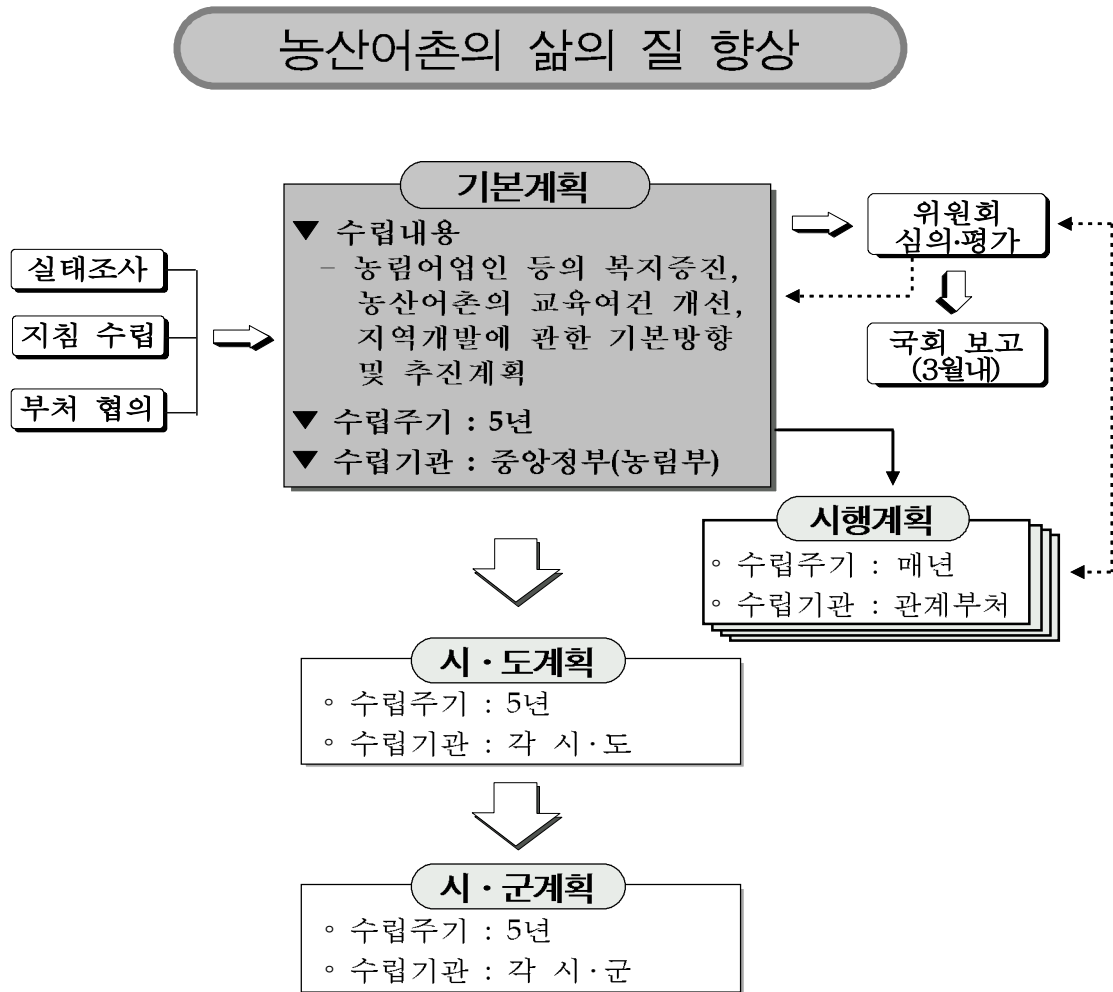 농산어촌의 삶의 질 향상
실태조사
지침 수립
부처 협의
기본계획
▼ 수립내용
- 농림어업인 등의 복지증진,
농산어촌의 교육여건 개선,
지역개발에 관한 기본방향
및 추진계획
▼ 수립주기 : 5년
▼ 수립기관 : 중앙정부(농림부)
위원회
심의·평가
국회 보고
(3월내)
시행계획
◦ 수립주기 : 매년
◦ 수립기관 : 관계부처
시·도계획
◦ 수립주기 : 5년
◦ 수립기관 : 각 시·도
시·군계획
◦ 수립주기 : 5년
◦ 수립기관 : 각 시·군